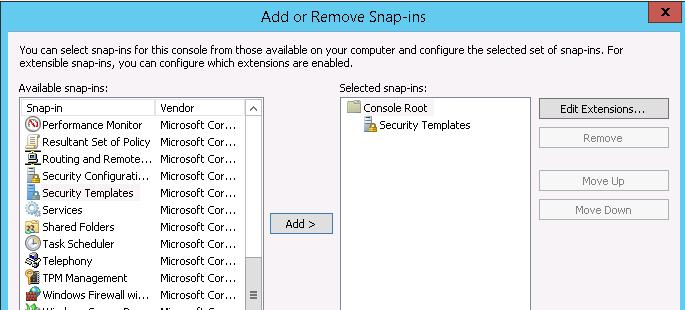 Add or Remove Snap-ins
x
You can select snap-ins for this console from those available on your computer and configure the selected set of snap-ins. For
extensible snap-ins, you can configure which extensions are enabled.
Available snap-ins:
Selected snap-ins:
Snap-in Vendor
Performance Monitor Microsoft Cor...
Resultant Set of Policy Microsoft Cor...
Routing and Remote... Microsoft Cor...
Security Configurati... Microsoft Cor...
Security Templates Microsoft Cor...
Services Microsoft Cor...
Shared Folders Microsoft Cor...
Task Scheduler Microsoft Cor...
Telephony Microsoft Cor...
TPM Management Microsoft Cor...
Windows Firewall wi... Microsoft Cor...
Add >
Console Root
Security Templates
Edit Extensions...
Remove
Move Up
Move Down